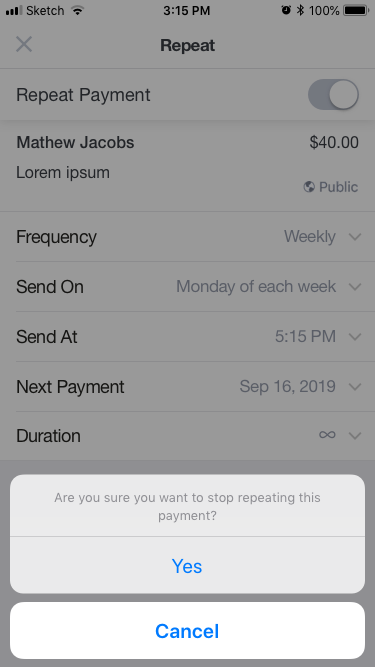 Sketch 3:15 PM 100%
Repeat
Repeat Payment
Mathew Jacobs $40.00
Lorem ipsum
Public
Frequency Weekly
Send On Monday of each week
Send At 5:15 PM
Next Payment Sep 16, 2019
Duration ∞
Are you sure you want to stop repeating this
payment?
Yes
Cancel